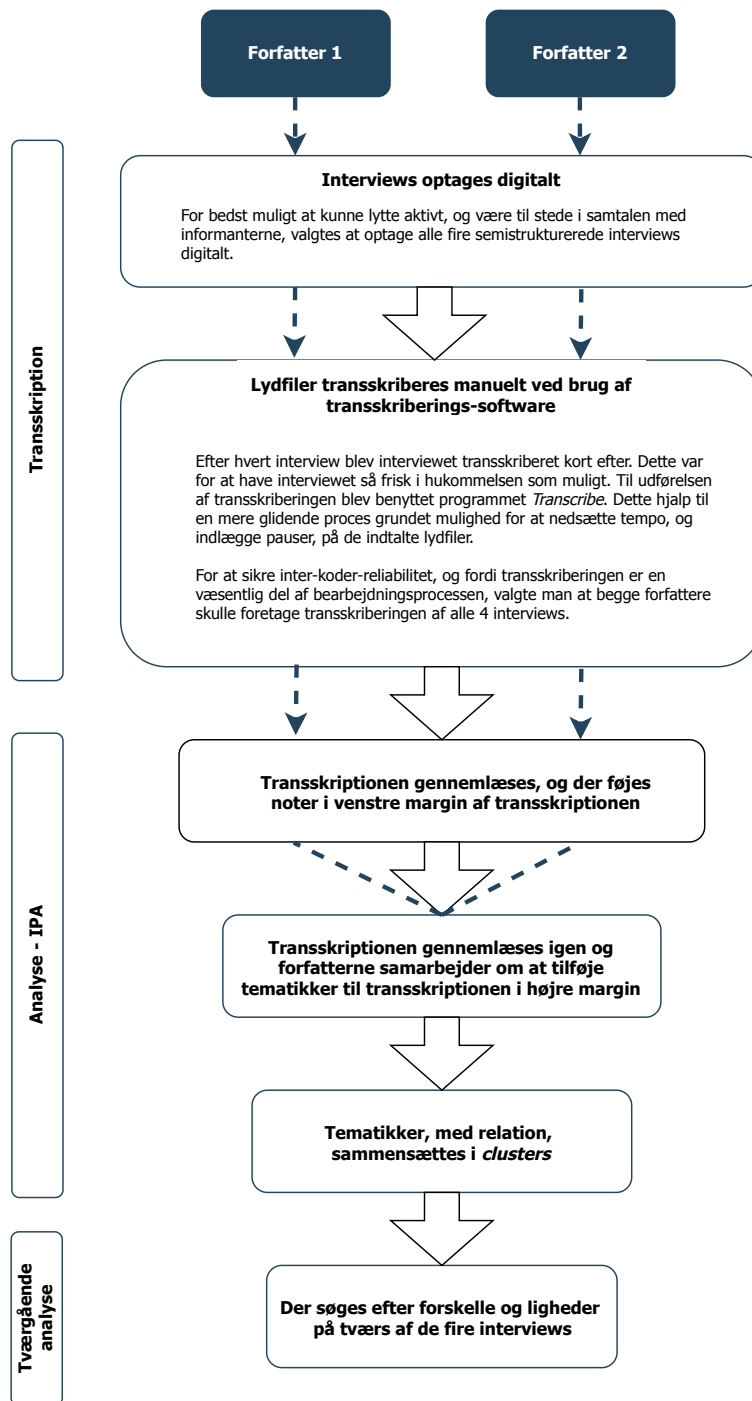 Forfatter 1
Forfatter 2
Transskription
Interviews optages digitalt
For bedst muligt at kunne lytte aktivt, og være til stede i samtalen med
informanterne, valgtes at optage alle fire semistrukturerede interviews
digitalt.
Lydfiler transskriberes manuelt ved brug af
transskriberings-software
Efter hvert interview blev interviewet transskriberet kort efter. Dette var
for at have interviewet så frisk i hukommelsen som muligt. Til udførelsen
af transskriberingen blev benyttet programmet Transcribe. Dette hjalp til
en mere glidende proces grundet mulighed for at nedsætte tempo, og
indlægge pauser, på de indtalte lydfiler.
For at sikre inter-koder-reliabilitet, og fordi transskriberingen er en
væsentlig del af bearbejdningsprocessen, valgte man at begge forfattere
skulle foretage transskriberingen af alle 4 interviews.
Analyse - IPA
Transskriptionen gennemlæses, og der føjes
noter i venstre margin af transskriptionen
Transskriptionen gennemlæses igen og
forfatterne samarbejder om at tilføje
tematikker til transskriptionen i højre margin
Tematikker, med relation,
sammensættes i clusters
Tværgående
analyse
Der søges efter forskelle og ligheder
på tværs af de fire interviews